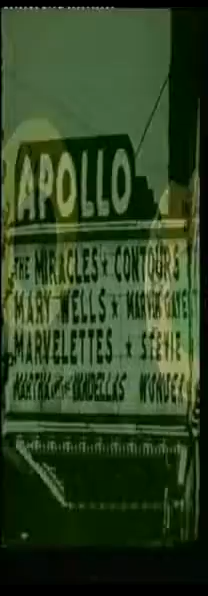 APOLLO
THE MIRACLES ★ CONTOURS
MARY WELLS ★ MARVIN GAYE
MARVELETTES ★ STEVIE
MARTHA AND THE VANDELLAS WONDER